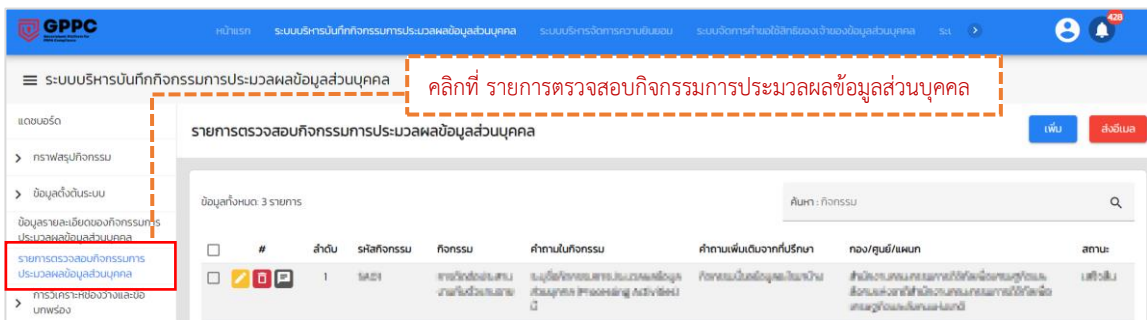 GPPC
หน้าแรก ระบบบริหารบันทึกกิจกรรมการประมวลผลข้อมูลส่วนบุคคล ระบบบริหารจัดการความยินยอม ระบบจัดการคำขอใช้สิทธิของเจ้าของข้อมูลส่วนบุคคล 428
ระบบบริหารบันทึกกิจกรรมการประมวลผลข้อมูลส่วนบุคคล
คลิกที่ รายการตรวจสอบกิจกรรมการประมวลผลข้อมูลส่วนบุคคล
แดชบอร์ด
รายการตรวจสอบกิจกรรมการประมวลผลข้อมูลส่วนบุคคล เพิ่ม ส่งอีเมล
กราฟสรุปกิจกรรม
ข้อมูลตั้งต้นระบบ
ข้อมูลรายละเอียดของกิจกรรมการ
ประมวลผลข้อมูลส่วนบุคคล
รายการตรวจสอบกิจกรรมการ
ประมวลผลข้อมูลส่วนบุคคล
การวิเคราะห์ช่องว่างและข้อ
บกพร่อง
ข้อมูลทั้งหมด: 3 รายการ ค้นหา : กิจกรรม
# ลำดับ รหัสกิจกรรม กิจกรรม คำถามในกิจกรรม คำถามเพิ่มเติมจากที่ปรึกษา กอง/ศูนย์/แผนก สถานะ
1